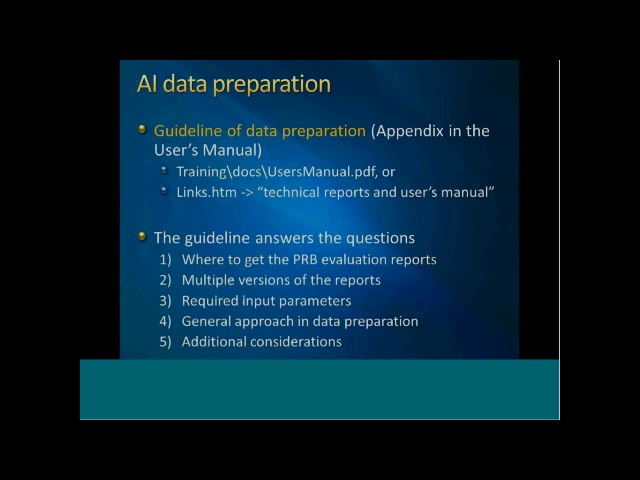 AI data preparation
Guideline of data preparation (Appendix in the
User's Manual)
Training\docs\UsersManual.pdf, or
Links.htm -> “technical reports and user's manual”
The guideline answers the questions
1) Where to get the PRB evaluation reports
2) Multiple versions of the reports
3) Required input parameters
4) General approach in data preparation
5) Additional considerations